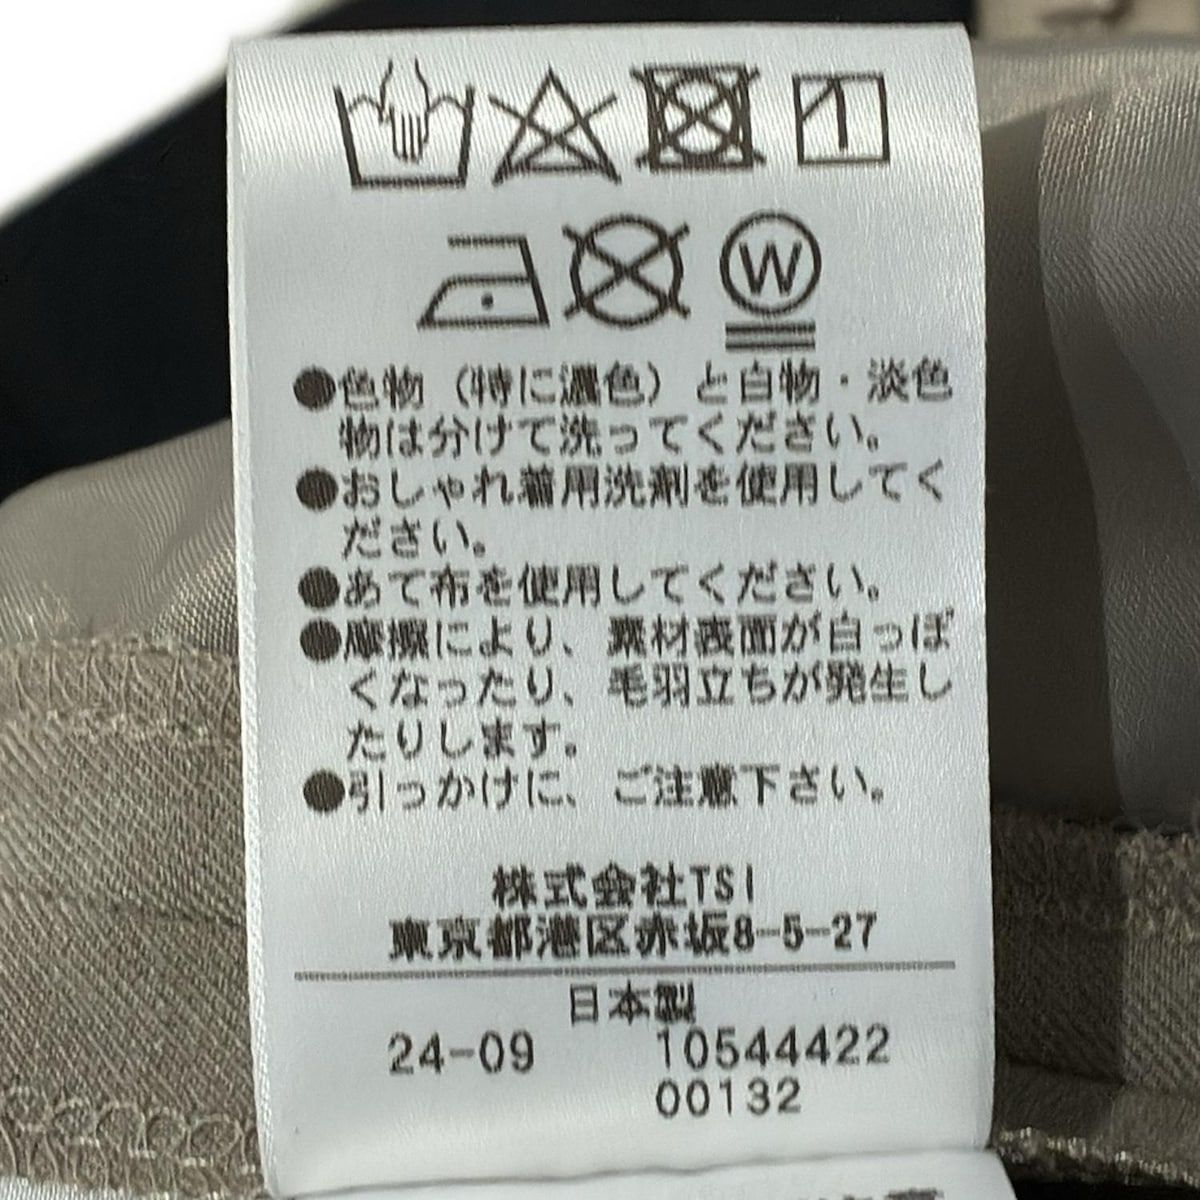 W
●色物（特に濃色）と白物・淡色
物は分けて洗ってください。
●おしゃれ着用洗剤を使用してく
ださい。
●あて布を使用してください。
●摩擦により、素材表面が白っぽ
くなったり、毛羽立ちが発生し
たりします。
●引っかけに、ご注意下さい。
株式会社TSI
東京都港区赤坂8-5-27
日本製
24-09 10544422
00132